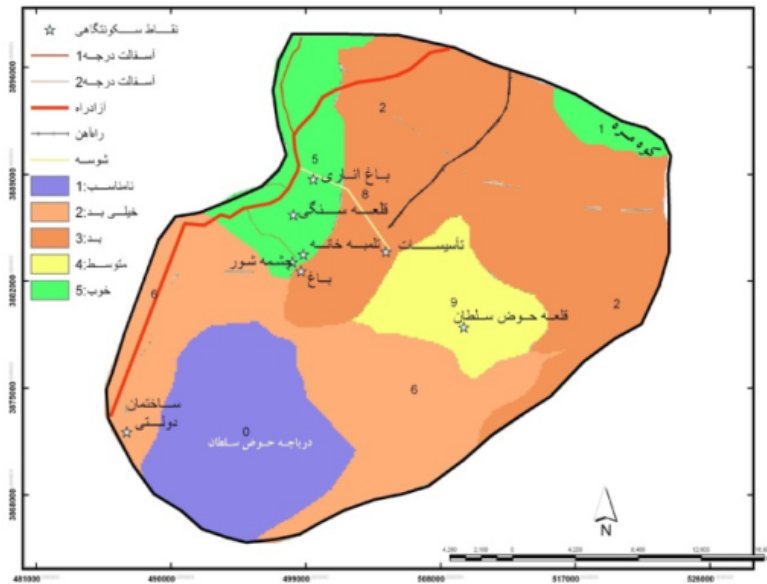 نقاط سکونتگاهی
آسفالت درجه1
آسفالت درجه2
آزادراه
راه‌آهن
شوسه
1:نامناسب
2:خیلی بد
3:بد
4:متوسط
5:خوب
2
1
کوه مره
5
باغ اناری
8
قلعه سنگی
تلمبه خانه
تأسیسات
چشمه شور
باغ
6
9
2
قلعه حوض سلطان
6
ساختمان
دولتی
0
دریاچه حوض سلطان
N
3896000
3889000
3882000
3875000
3868000
490000
499000
508000
517000
526000